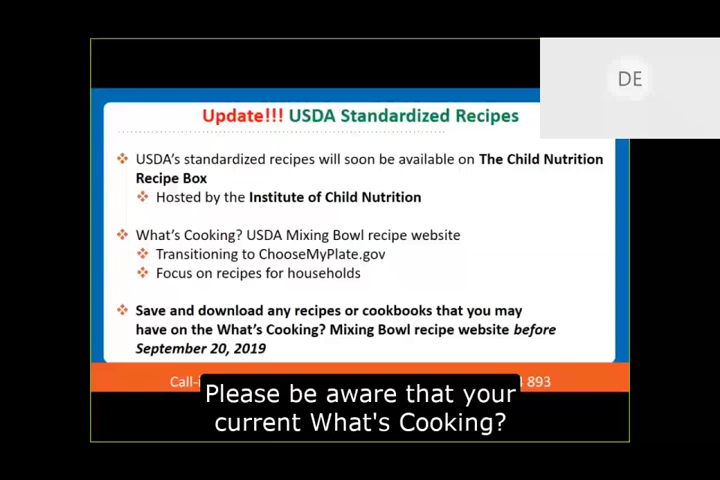 DE
Update!!! USDA Standardized Recipes
USDA's standardized recipes will soon be available on The Child Nutrition
Recipe Box
Hosted by the Institute of Child Nutrition
What's Cooking? USDA Mixing Bowl recipe website
Transitioning to ChooseMyPlate.gov
Focus on recipes for households
Save and download any recipes or cookbooks that you may
have on the What's Cooking? Mixing Bowl recipe website before
September 20, 2019
893
Please be aware that your
current What's Cooking?